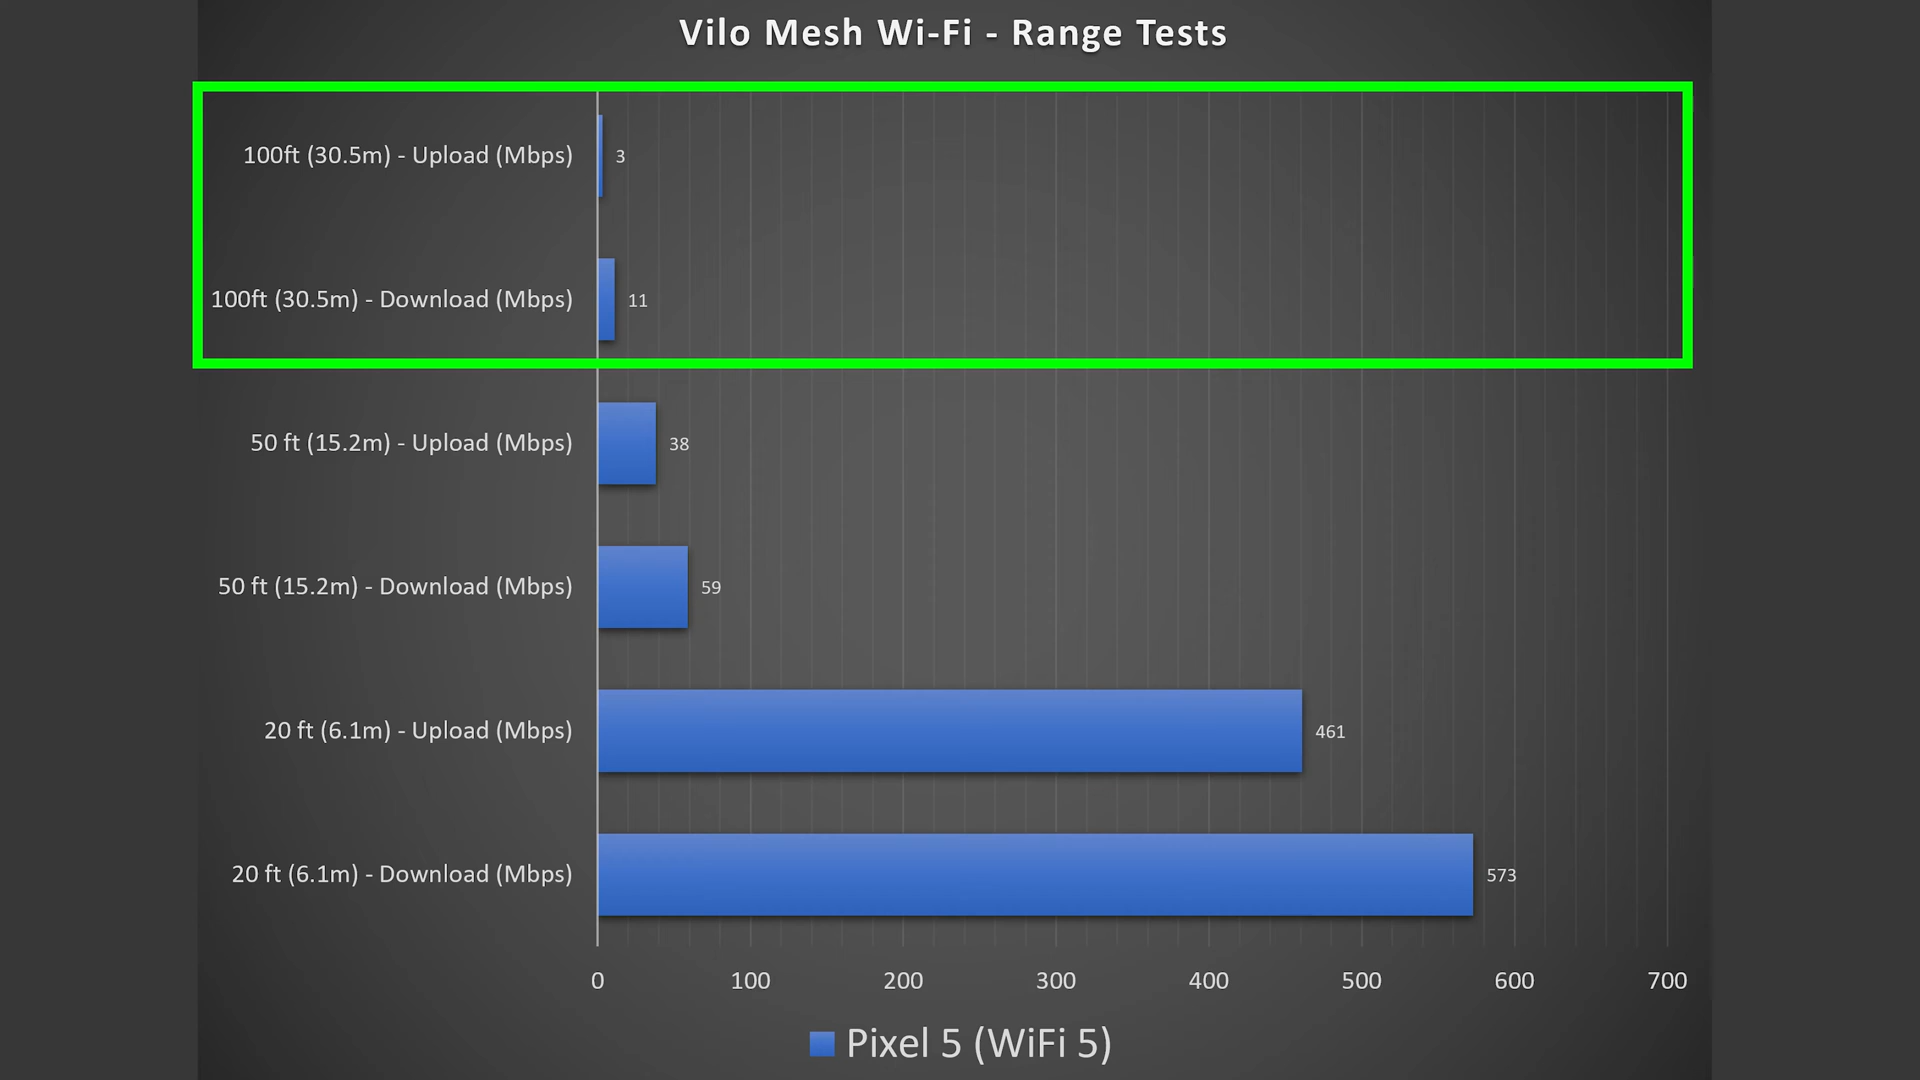 Vilo Mesh Wi-Fi - Range Tests
100ft (30.5m) - Upload (Mbps)
3
100ft (30.5m) - Download (Mbps)
11
50 ft (15.2m) - Upload (Mbps)
38
50 ft (15.2m) - Download (Mbps)
59
20 ft (6.1m) - Upload (Mbps)
461
20 ft (6.1m) - Download (Mbps)
573
0 100 200 300 400 500 600 700
Pixel 5 (WiFi 5)